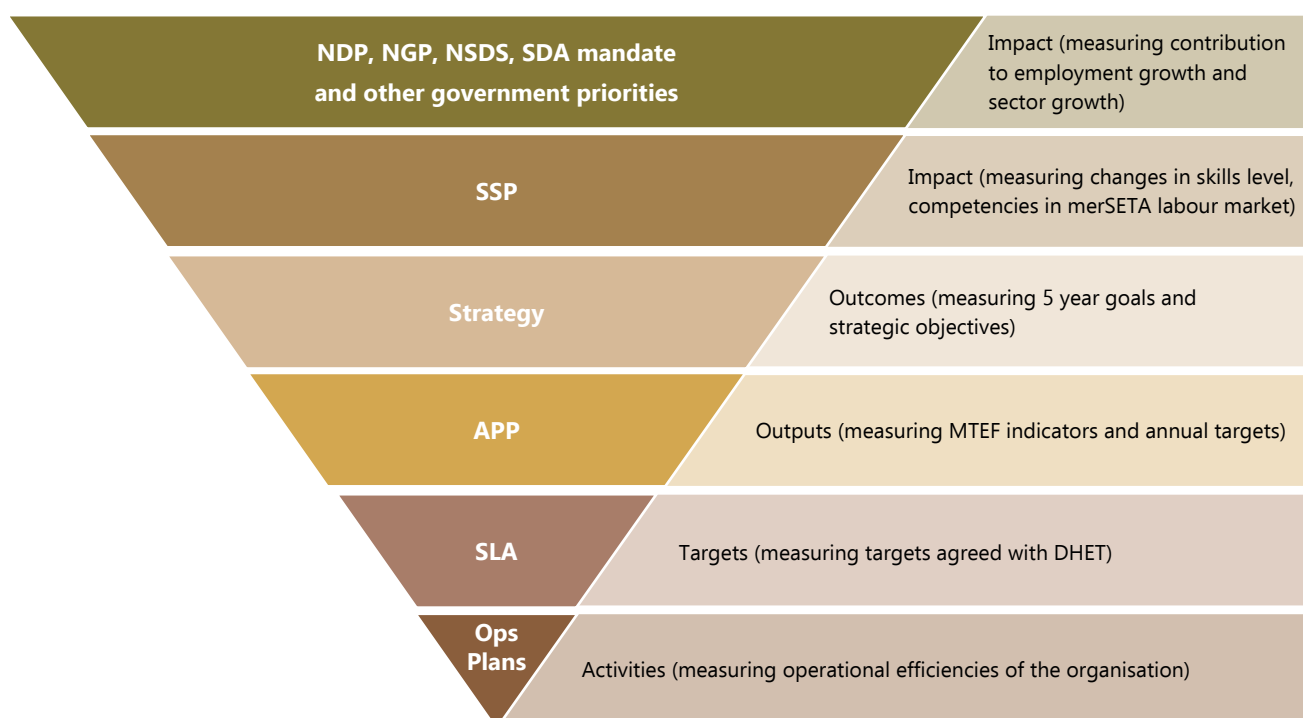 NDP, NGP, NSDS, SDA mandate
and other government priorities
Impact (measuring contribution
to employment growth and
sector growth)
SSP
Impact (measuring changes in skills level,
competencies in merSETA labour market)
Strategy
Outcomes (measuring 5 year goals and
strategic objectives)
APP
Outputs (measuring MTEF indicators and annual targets)
SLA
Targets (measuring targets agreed with DHET)
Ops
Plans
Activities (measuring operational efficiencies of the organisation)